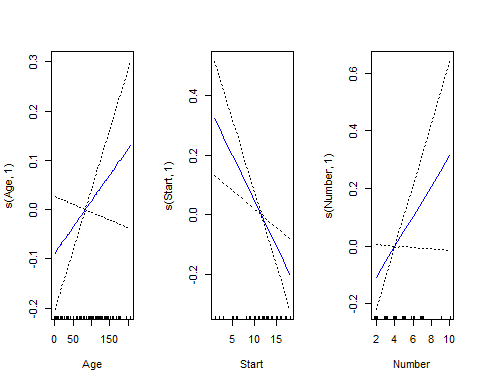 s(Age, 1)
0.3
0.2
0.1
0.0
-0.1
-0.2
0 50 150
Age
s(Start, 1)
0.4
0.2
0.0
-0.2
5 10 15
Start
s(Number, 1)
0.6
0.4
0.2
0.0
-0.2
2 4 6 8 10
Number